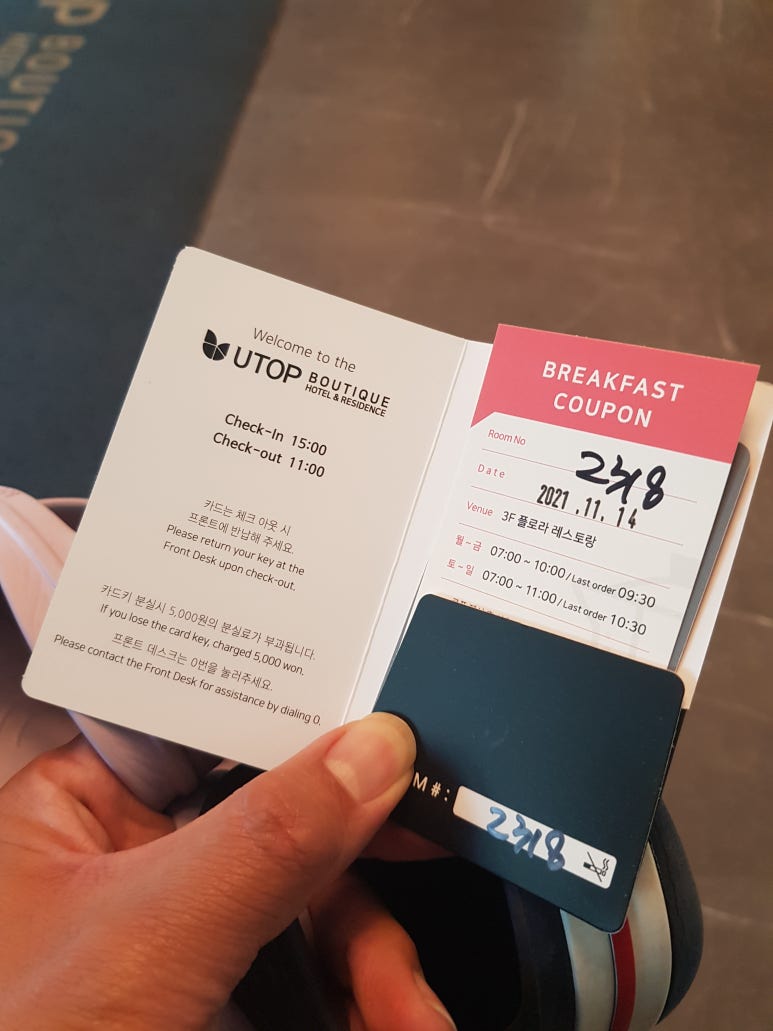 BOUTIQ
Welcome to the
UTOP BOUTIQUE
HOTEL & RESIDENCE
Check-In 15:00
Check-out 11:00
카드는 체크 아웃 시
프론트에 반납해 주세요.
Please return your key at the
Front Desk upon check-out.
카드키 분실시 5,000원의 분실료가 부과됩니다.
If you lose the card key, charged 5,000 won.
프론트 데스크는 0번을 눌러주세요.
Please contact the Front Desk for assistance by dialing 0.
BREAKFAST
COUPON
Room No
Date 2021.11.14
Venue 3F 플로라 레스토랑
월~금 07:00 ~ 10:00 / Last order 09:30
토~일 07:00 ~ 11:00 / Last order 10:30
M #: